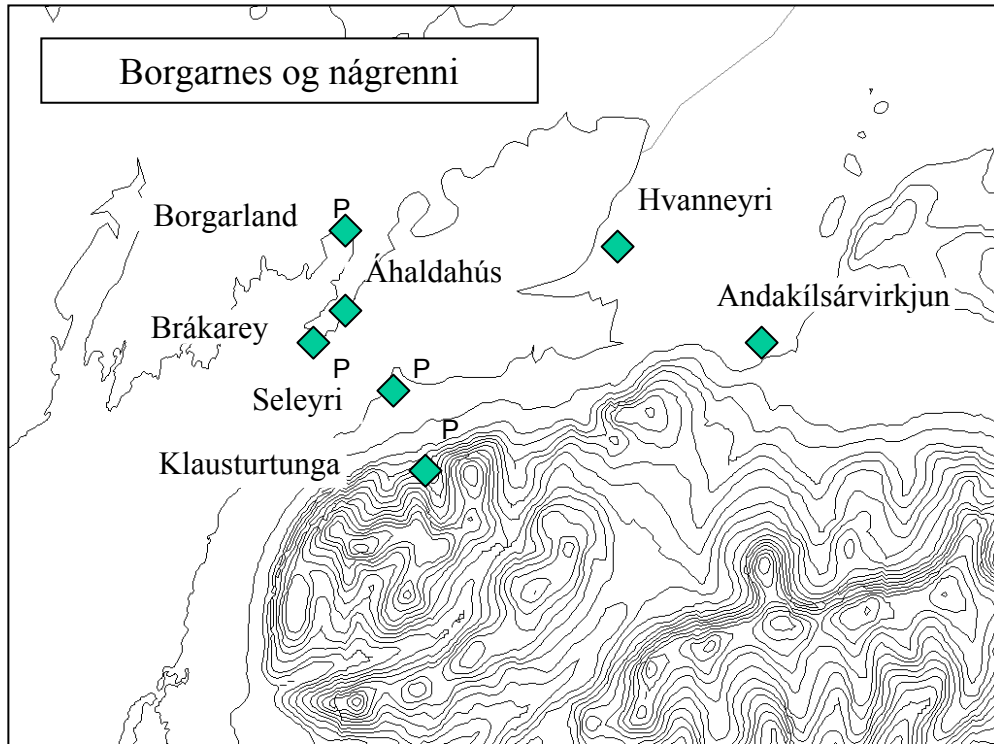 Borgarnes og nágrenni
P
Borgarland
Hvanneyri
Áhaldahús
Andakílsárvirkjun
Brákarey
P
P
Seleyri
P
Klausturtunga